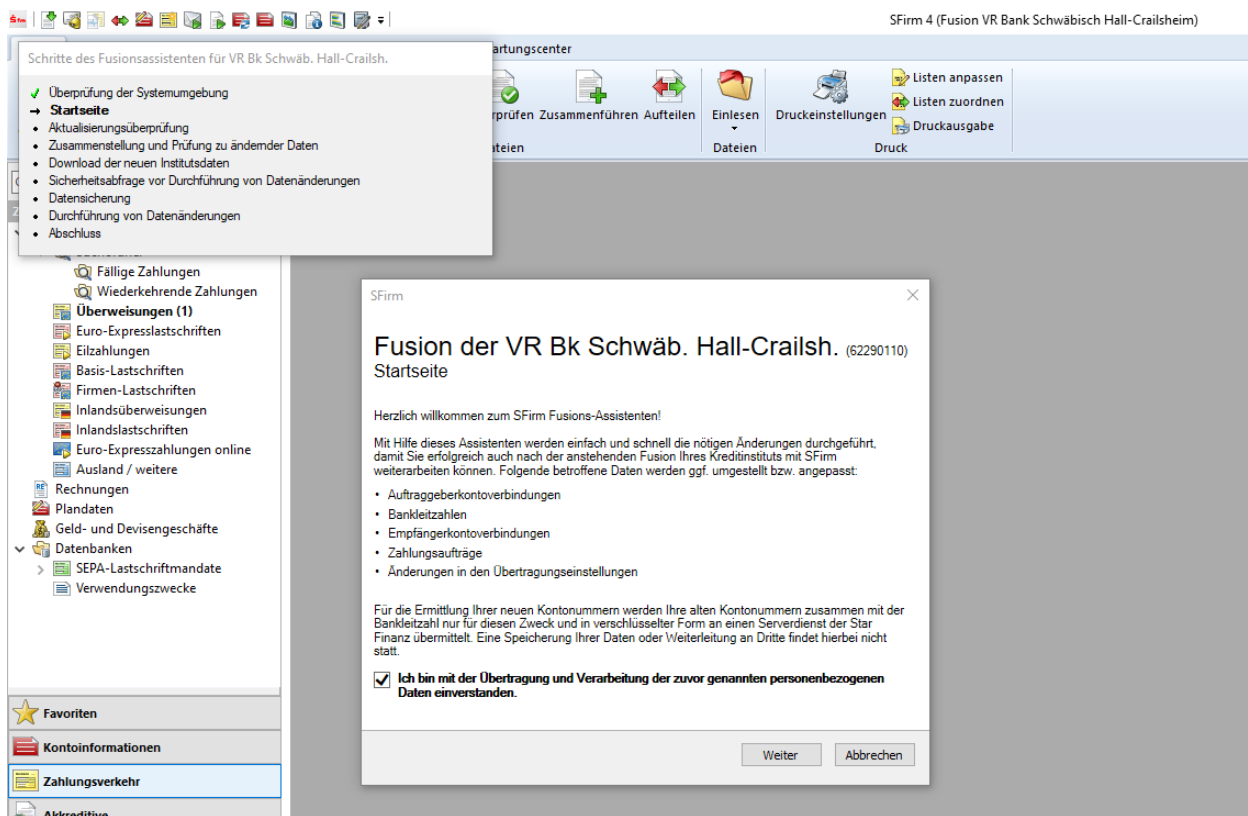 SFirm 4 (Fusion VR Bank Schwäbisch Hall-Crailsheim)
Schritte des Fusionsassistenten für VR Bk Schwäb. Hall-Crailsh.
Überprüfung der Systemumgebung
Startseite
Aktualisierungsüberprüfung
Zusammenstellung und Prüfung zu ändernder Daten
Download der neuen Institutsdaten
Sicherheitsabfrage vor Durchführung von Datenänderungen
Datensicherung
Durchführung von Datenänderungen
Abschluss
Zusammenführen
Aufteilen
Einlesen
Dateien
Druckeinstellungen
Listen anpassen
Listen zuordnen
Druckausgabe
Druck
Fällige Zahlungen
Wiederkehrende Zahlungen
Überweisungen (1)
Euro-Expresslastschriften
Eilzahlungen
Basis-Lastschriften
Firmen-Lastschriften
Inlandsüberweisungen
Inlandslastschriften
Euro-Expresszahlungen online
Ausland / weitere
Rechnungen
Plandaten
Geld- und Devisengeschäfte
Datenbanken
SEPA-Lastschriftmandate
Verwendungszwecke
Favoriten
Kontoinformationen
Zahlungsverkehr
Akkreditive
SFirm
Fusion der VR Bk Schwäb. Hall-Crailsh. (62290110)
Startseite
Herzlich willkommen zum SFirm Fusions-Assistenten!
Mit Hilfe dieses Assistenten werden einfach und schnell die nötigen Änderungen durchgeführt,
damit Sie erfolgreich auch nach der anstehenden Fusion Ihres Kreditinstituts mit SFirm
weiterarbeiten können. Folgende betroffene Daten werden ggf. umgestellt bzw. angepasst:
• Auftraggeberkontoverbindungen
• Bankleitzahlen
• Empfängerkontoverbindungen
• Zahlungsaufträge
• Änderungen in den Übertragungseinstellungen
Für die Ermittlung Ihrer neuen Kontonummern werden Ihre alten Kontonummern zusammen mit der
Bankleitzahl nur für diesen Zweck und in verschlüsselter Form an einen Serverdienst der Star
Finanz übermittelt. Eine Speicherung Ihrer Daten oder Weiterleitung an Dritte findet hierbei nicht
statt.
Ich bin mit der Übertragung und Verarbeitung der zuvor genannten personenbezogenen
Daten einverstanden.
Weiter
Abbrechen